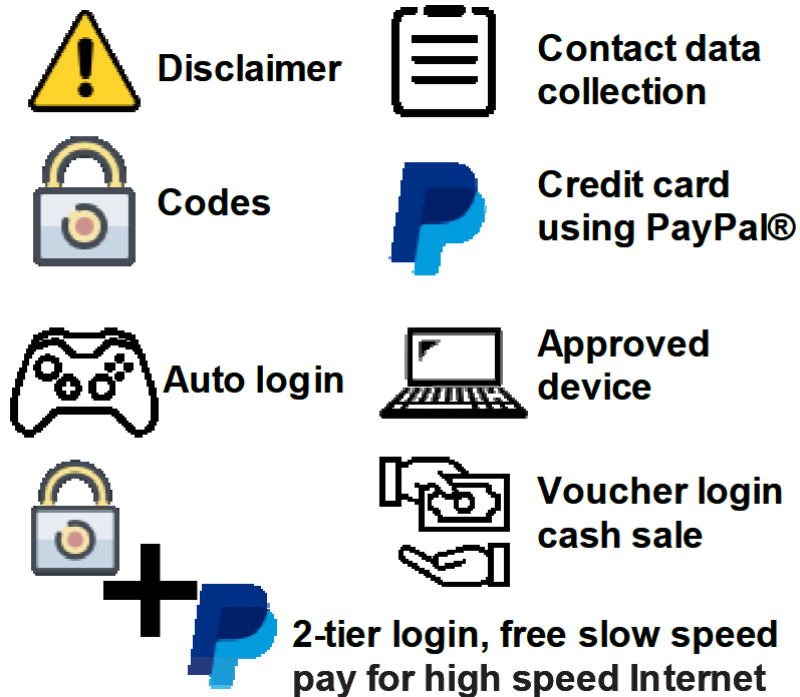 Disclaimer
Contact data
collection
Codes
Credit card
using PayPal®
Auto login
Approved
device
Voucher login
cash sale
2-tier login, free slow speed
pay for high speed Internet